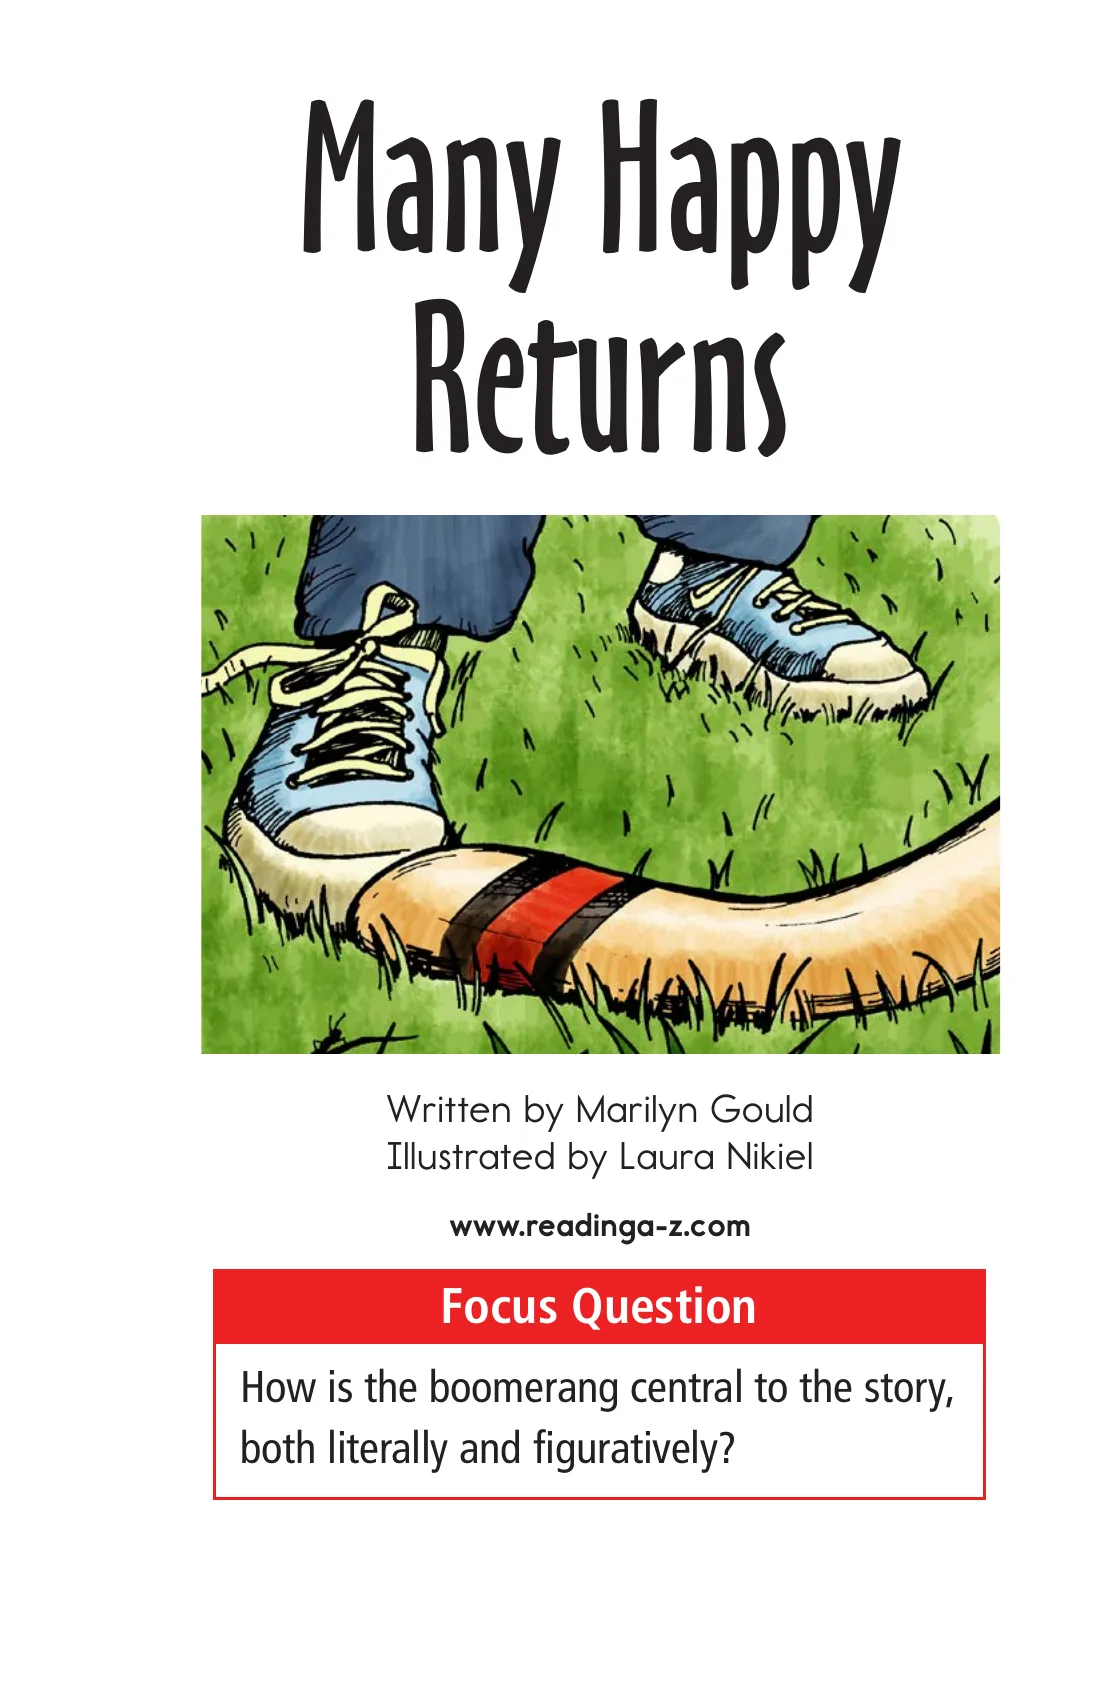 Many Happy
Returns
Written by Marilyn Gould
Illustrated by Laura Nikiel
www.readinga-z.com
Focus Question
How is the boomerang central to the story,
both literally and figuratively?